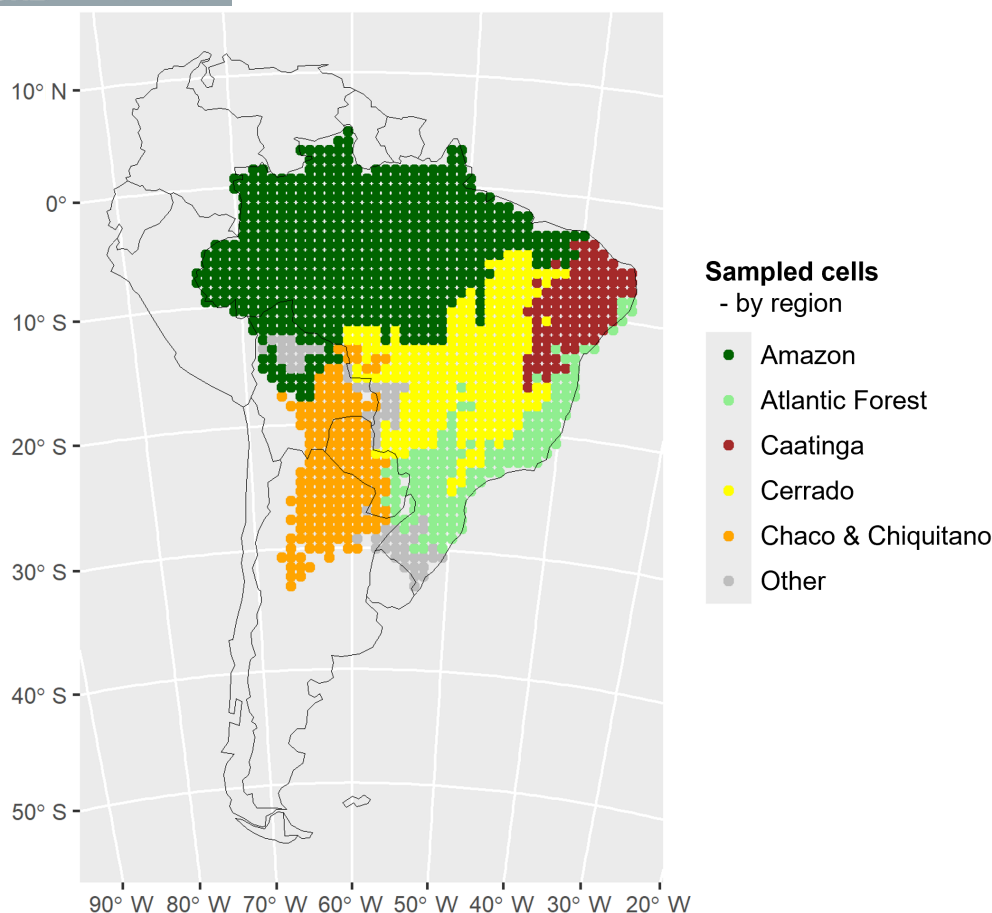 10° N
0°
10° S
20° S
30° S
40° S
50° S
90° W 80° W 70° W 60° W 50° W 40° W 30° W 20° W
Sampled cells
- by region
Amazon
Atlantic Forest
Caatinga
Cerrado
Chaco & Chiquitano
Other